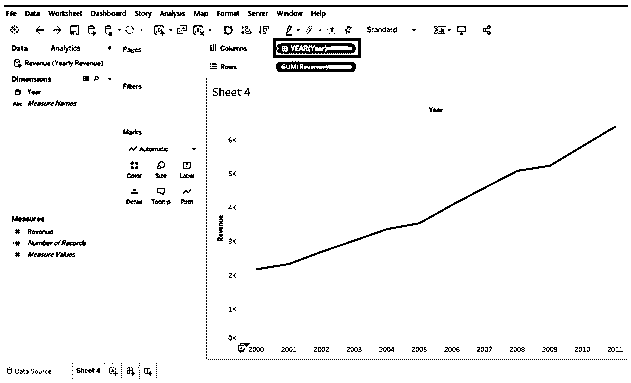 File Data Worksheet Dashboard Story Analysis Map Format Server Window Help
Standard
Data Analytics
Revenue (Yearly Revenue)
Dimensions
Year
Abc Measure Names
Measures
Revenue
Number of Records
Measure Values
Pages
Filters
Marks
Automatic
Color Size Label
Detail Tooltip Path
Columns YEAR(Year)
Rows SUM(Revenue)
Sheet 4
Year
Revenue
6K
5K
4K
3K
2K
1K
0K
2000 2001 2002 2003 2004 2005 2006 2007 2008 2009 2010 2011
Data Source Sheet 4